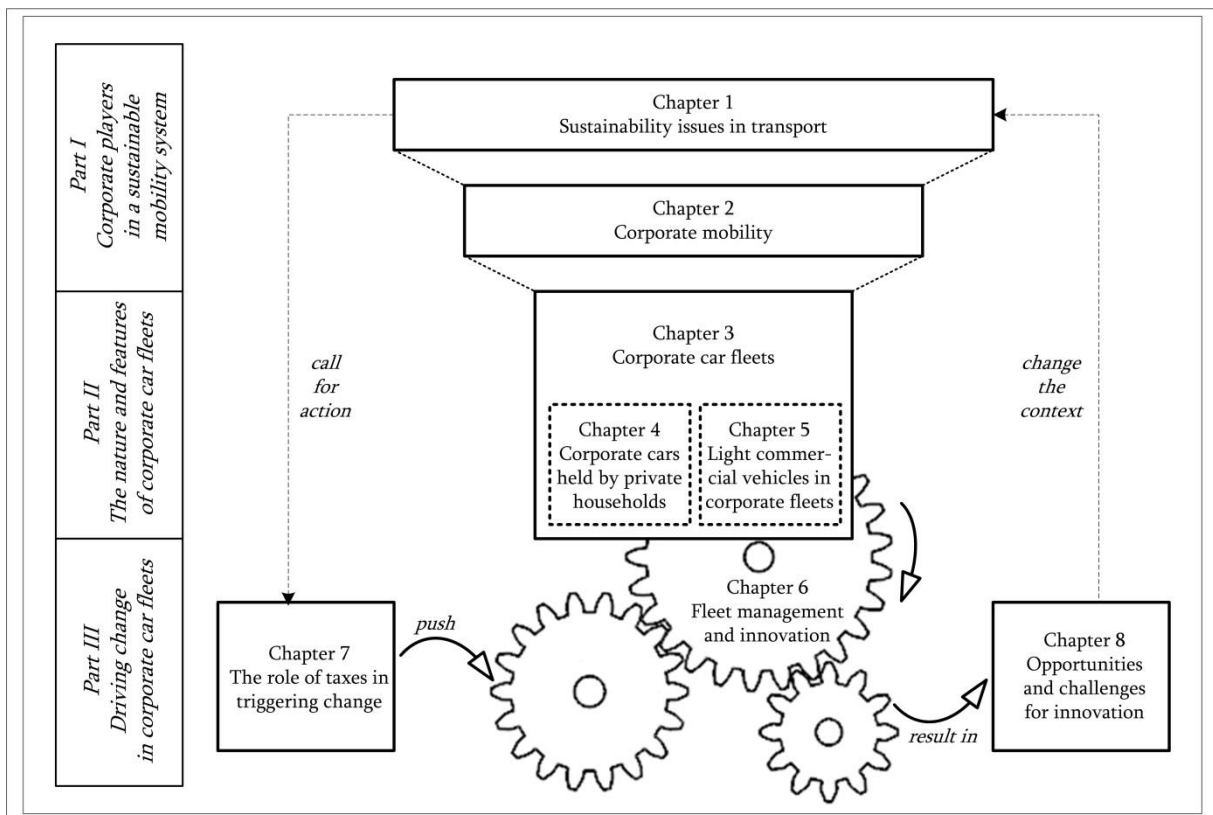 Part I
Corporate players
in a sustainable
mobility system
Part II
The nature and features
of corporate car fleets
Part III
Driving change
in corporate car fleets
Chapter 1
Sustainability issues in transport
Chapter 2
Corporate mobility
Chapter 3
Corporate car fleets
Chapter 4
Corporate cars
held by private
households
Chapter 5
Light commer-
cial vehicles in
corporate fleets
call
for
action
change
the
context
Chapter 6
Fleet management
and innovation
Chapter 7
The role of taxes in
triggering change
push
result in
Chapter 8
Opportunities
and challenges
for innovation